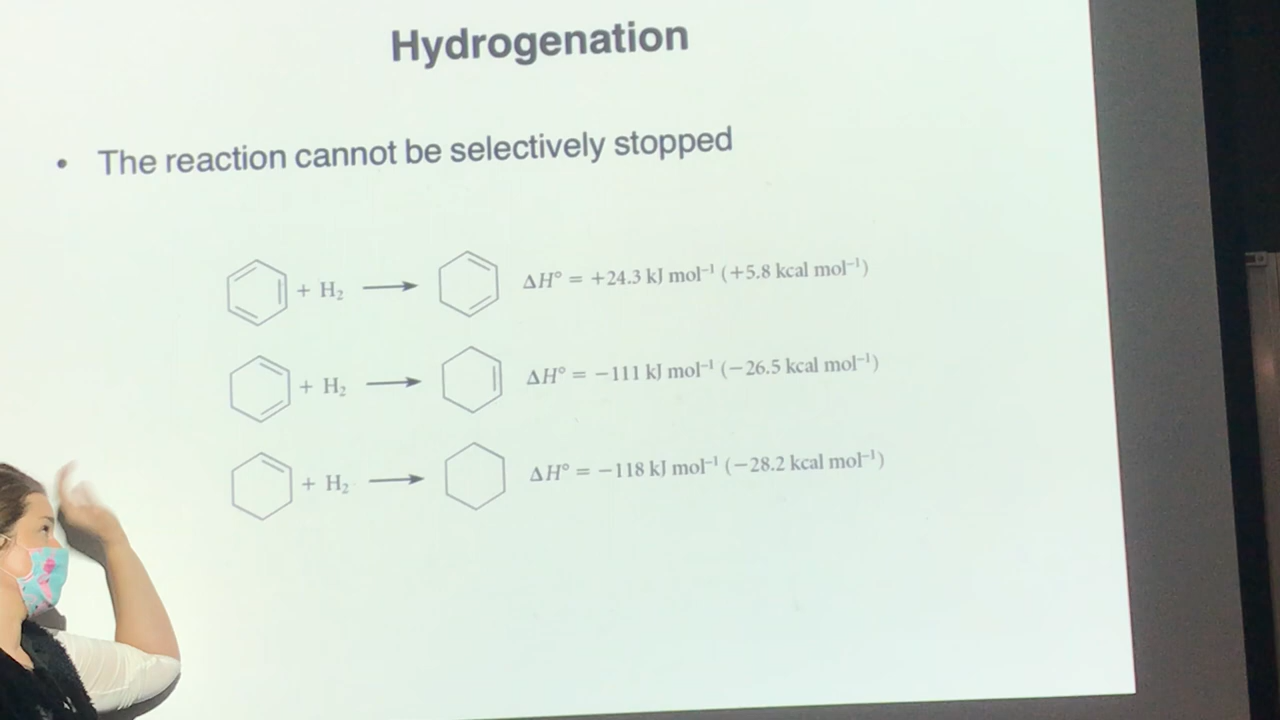 Hydrogenation
• The reaction cannot be selectively stopped
+ H₂ ⟶ ΔH° = +24.3 kJ mol⁻¹ (+5.8 kcal mol⁻¹)
+ H₂ ⟶ ΔH° = −111 kJ mol⁻¹ (−26.5 kcal mol⁻¹)
+ H₂ ⟶ ΔH° = −118 kJ mol⁻¹ (−28.2 kcal mol⁻¹)